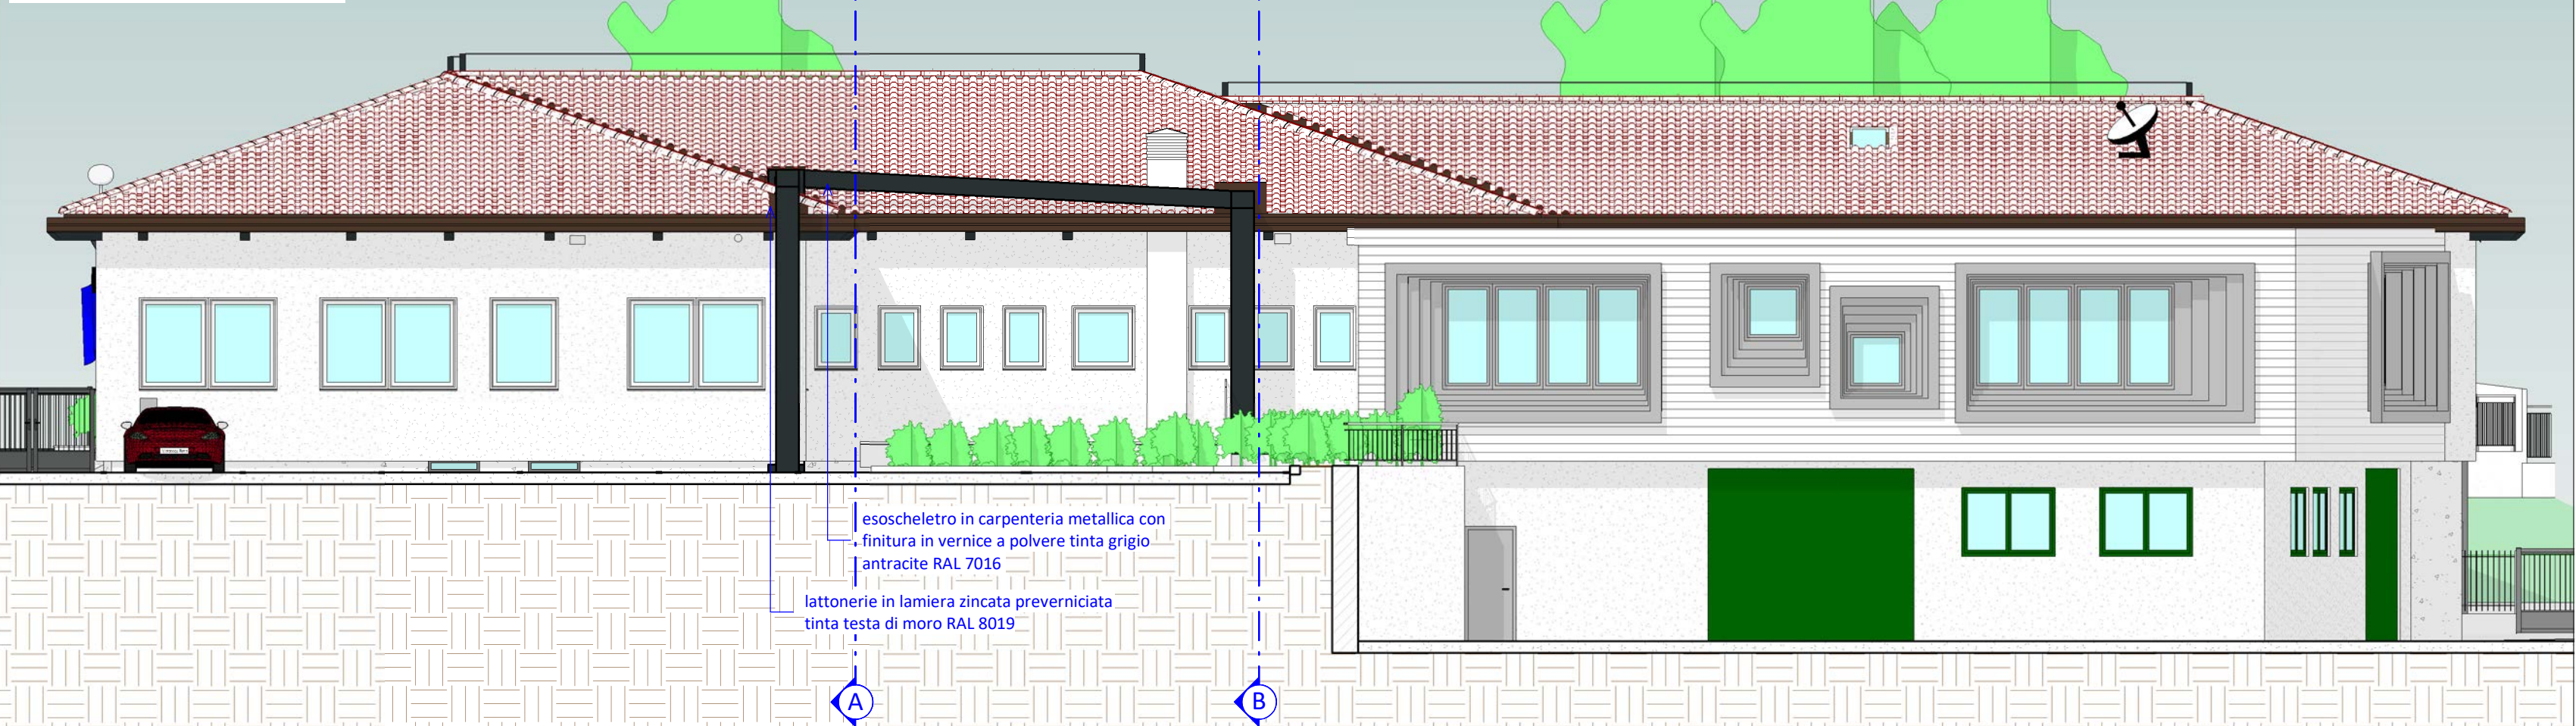 esoscheletro in carpenteria metallica con
finitura in vernice a polvere tinta grigio
antracite RAL 7016
lattonerie in lamiera zincata preverniciata
tinta testa di moro RAL 8019
A
B